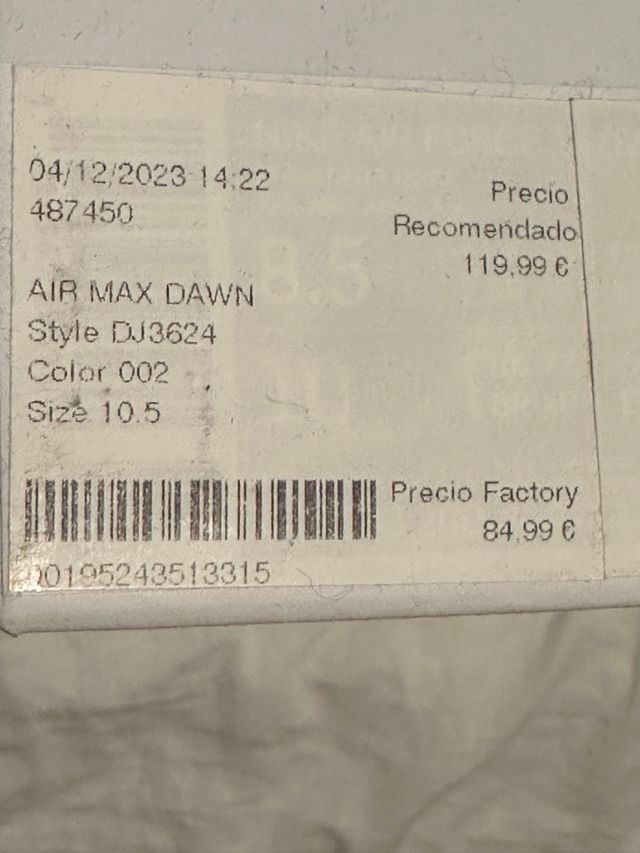 04/12/2023 14:22
487450
Precio
Recomendado
119,99 €
AIR MAX DAWN
Style DJ3624
Color 002
Size 10.5
Precio Factory
84,99 €
00195243513315